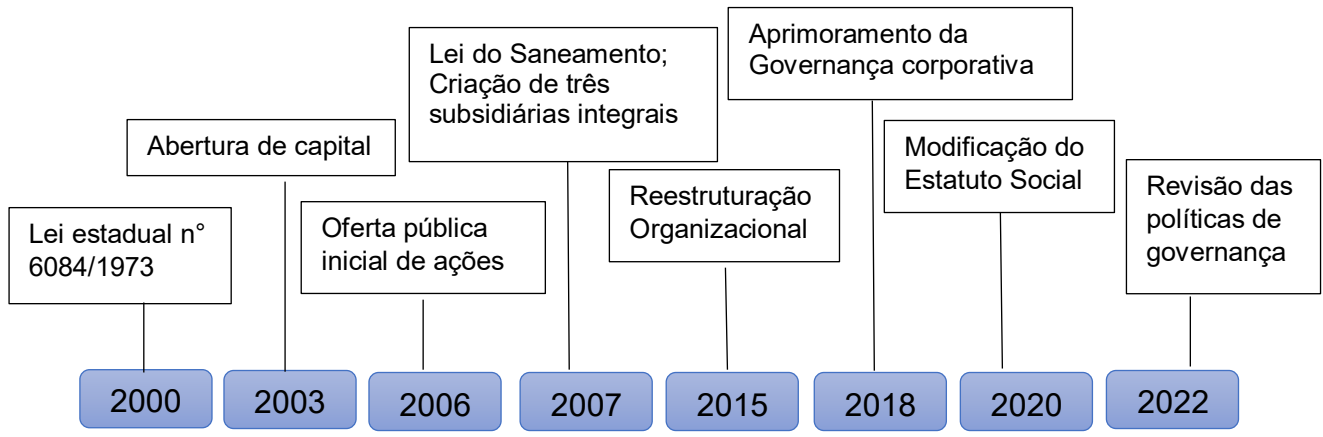 Lei estadual n°
6084/1973
Abertura de capital
Oferta pública
inicial de ações
Lei do Saneamento;
Criação de três
subsidiárias integrais
Reestruturação
Organizacional
Aprimoramento da
Governança corporativa
Modificação do
Estatuto Social
Revisão das
políticas de
governança
2000
2003
2006
2007
2015
2018
2020
2022